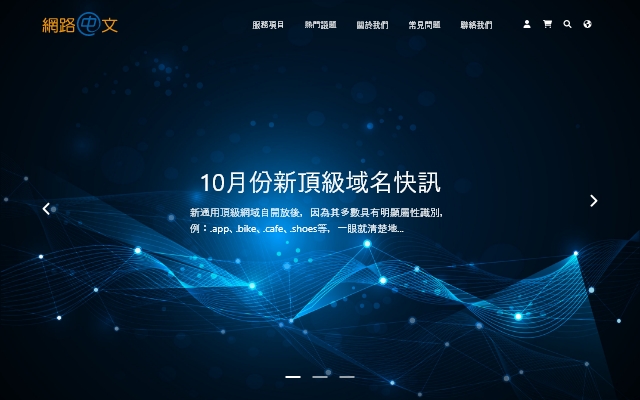 網路中文
服務項目 熱門話題 關於我們 常見問題 聯絡我們
10月份新頂級域名快訊
新通用頂級網域自開放後，因為其多數具有明顯屬性識別，
例：.app、.bike、.cafe、.shoes等，一眼就清楚地...